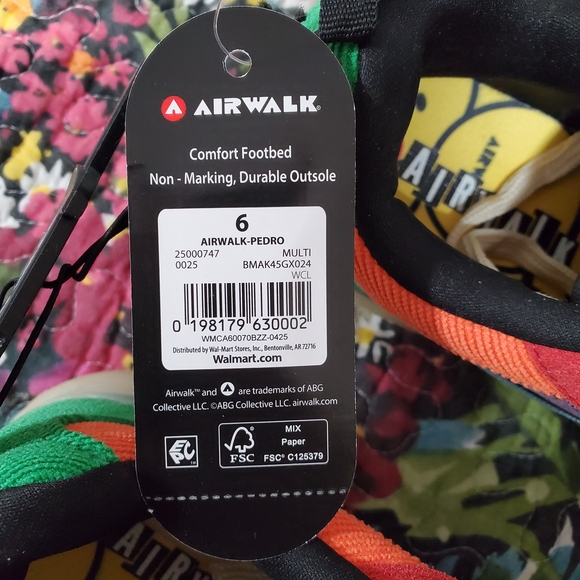 AIRWALK®
Comfort Footbed
Non - Marking, Durable Outsole
6
AIRWALK-PEDRO
25000747 MULTI
0025 BMAK45GX024
WCL
0 198179 630002
WMCA60070BZZ-0425
Distributed by Wal-Mart Stores, Inc., Bentonville, AR 72716
Walmart.com
Airwalk™ and are trademarks of ABG
Collective LLC. ©ABG Collective LLC. airwalk.com
FSC
MIX
Paper
FSC® C125379
AIRWALK